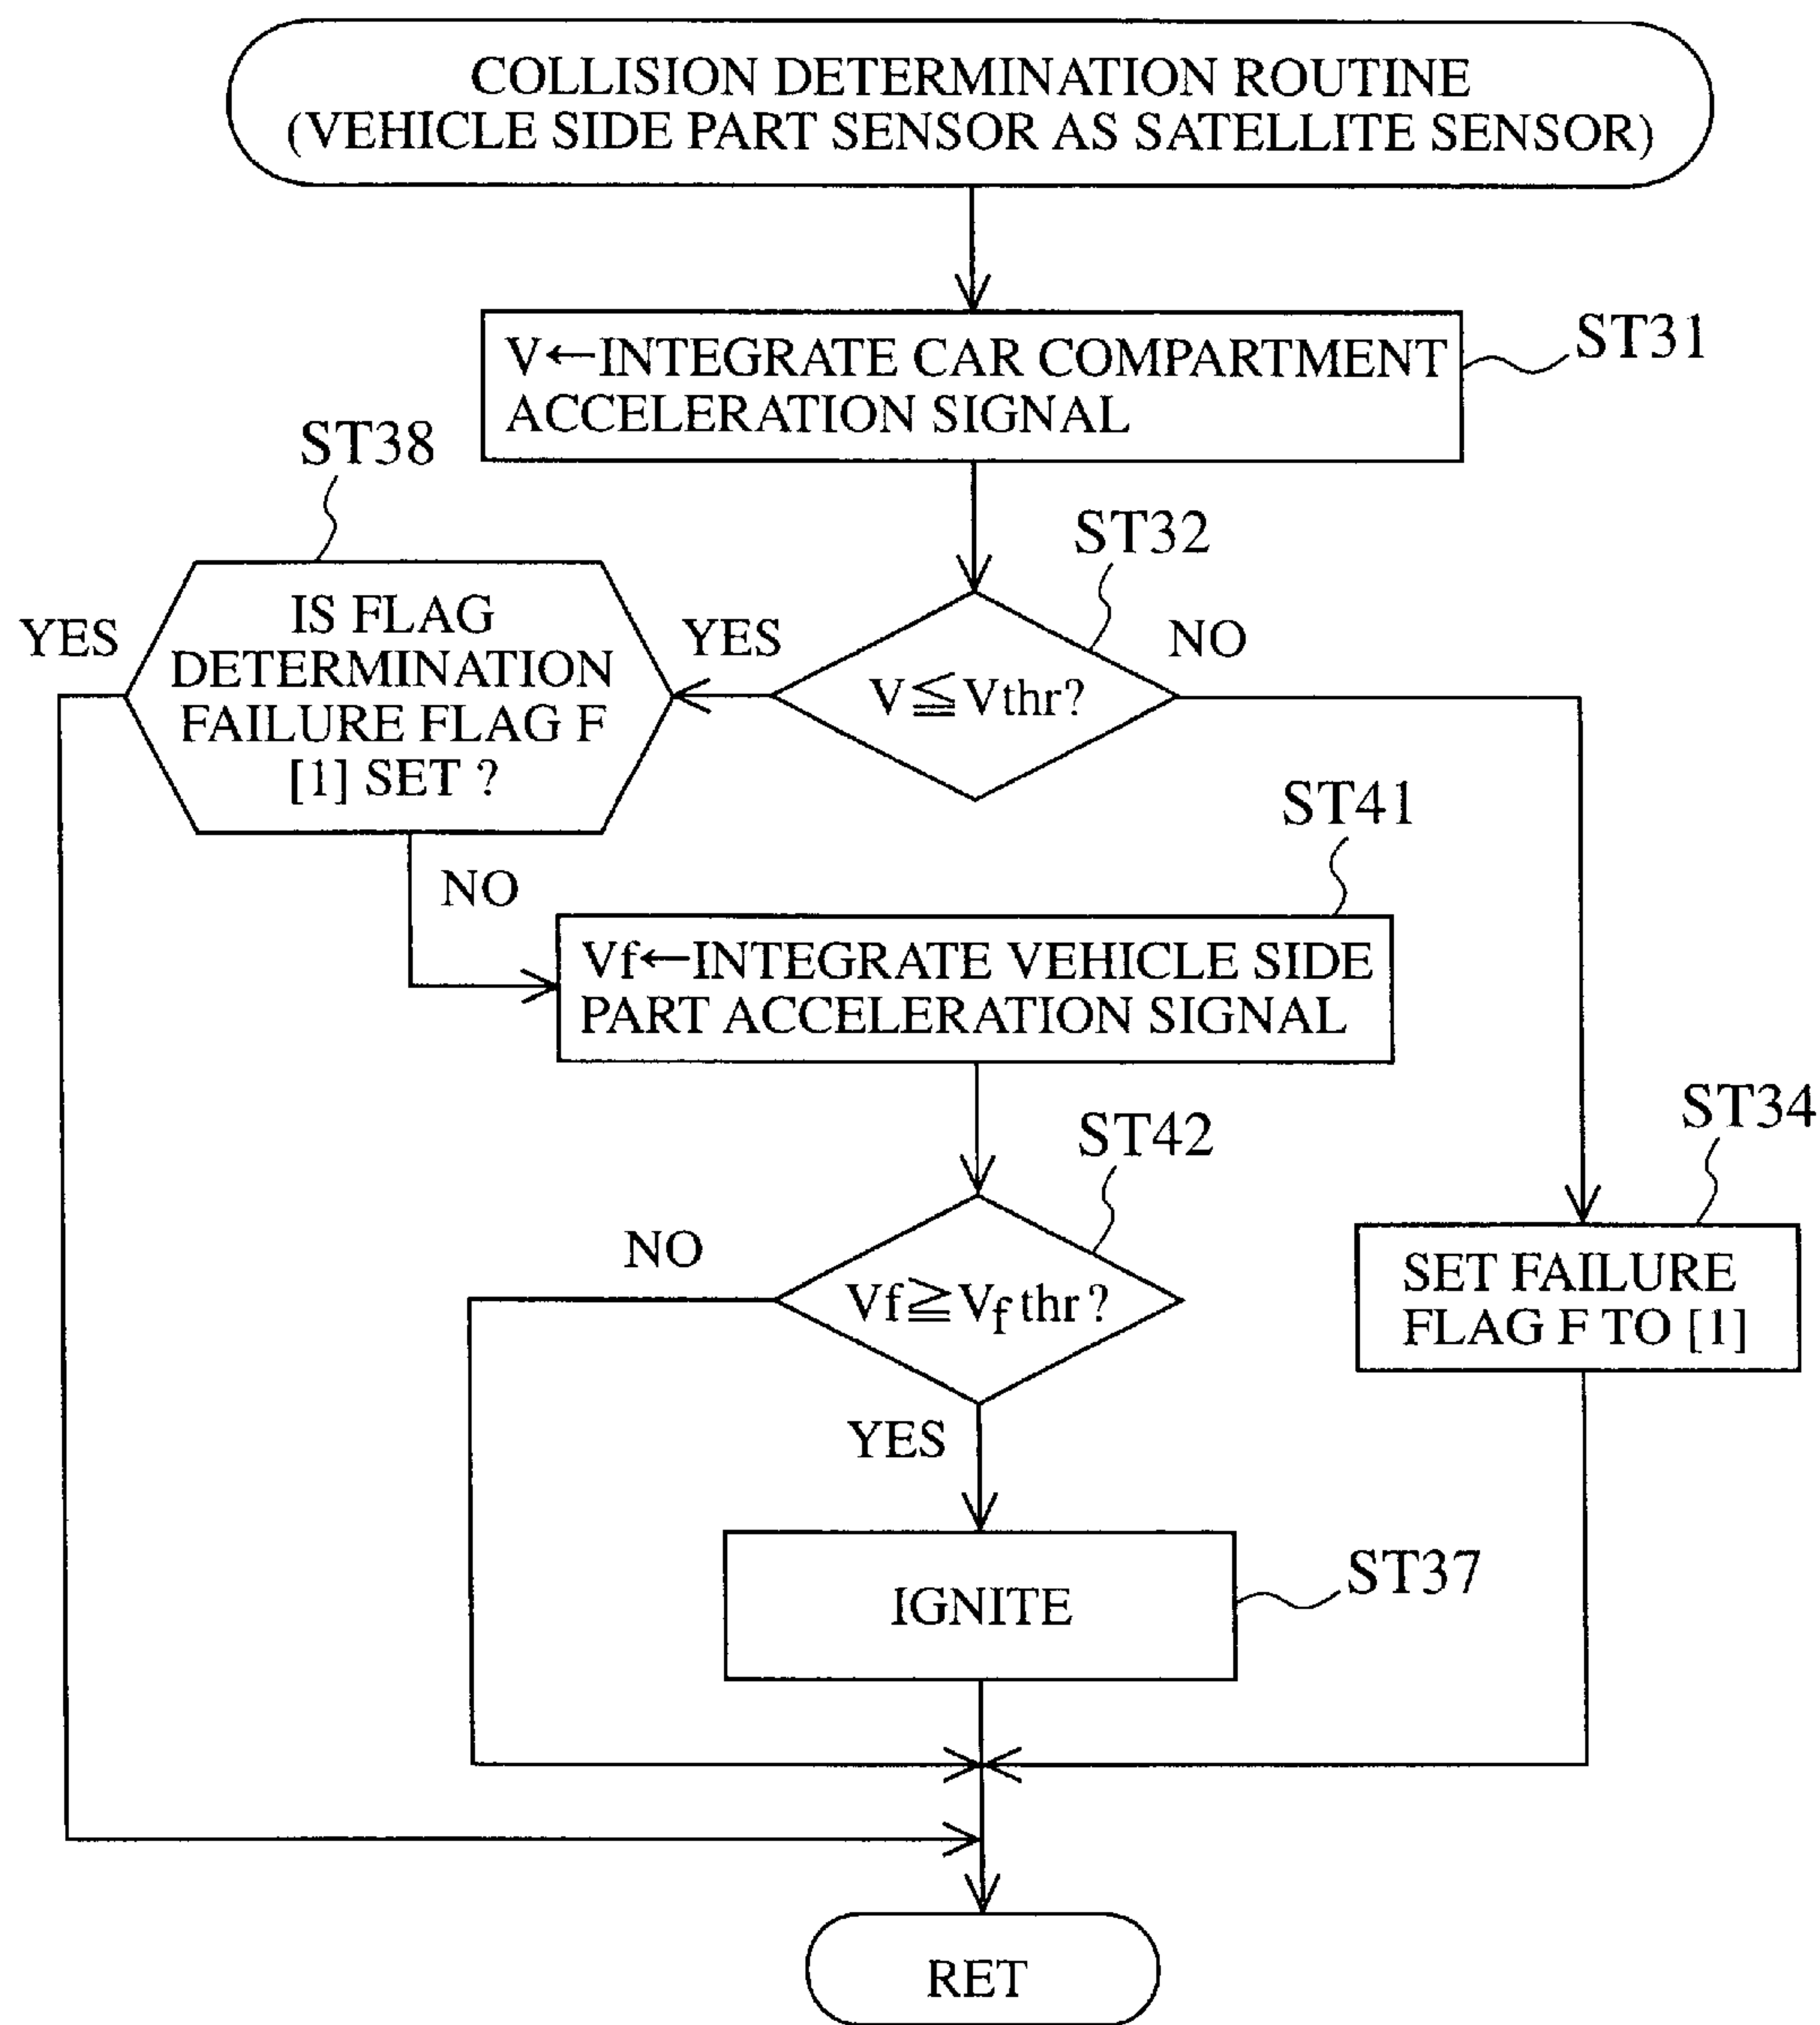 COLLISION DETERMINATION ROUTINE
(VEHICLE SIDE PART SENSOR AS SATELLITE SENSOR)
V←INTEGRATE CAR COMPARTMENT
ACCELERATION SIGNAL
ST31
ST38
ST32
YES
IS FLAG
DETERMINATION
FAILURE FLAG F
[1] SET ?
YES
V≦Vthr?
NO
ST41
NO
Vf←INTEGRATE VEHICLE SIDE
PART ACCELERATION SIGNAL
ST42
ST34
NO
Vf≧Vf thr?
SET FAILURE
FLAG F TO [1]
YES
IGNITE
ST37
RET